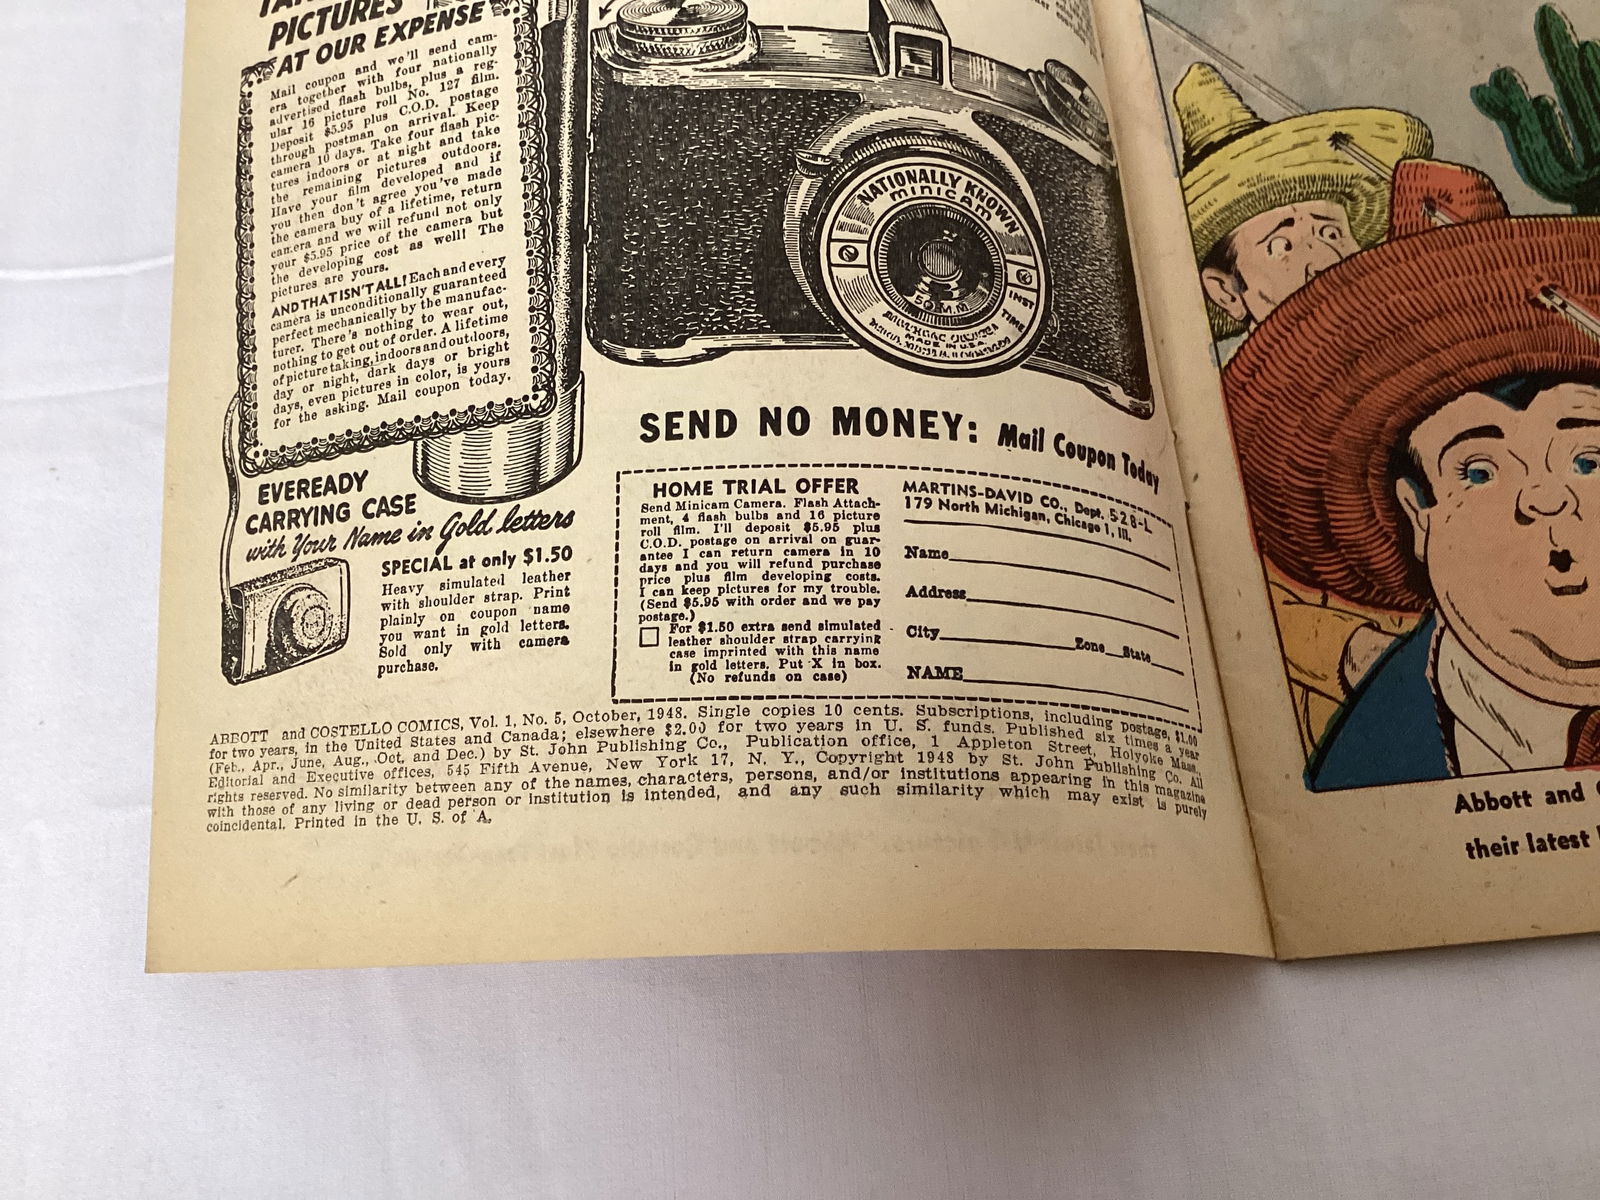 PICTURES
AT OUR EXPENSE
Mail coupon and we'll send cam-
era together with four nationally
advertised flash bulbs, plus a reg-
ular 16 picture roll No. 127 film.
Deposit $5.95 plus C.O.D. postage
through postman on arrival. Keep
camera 10 days. Take four flash pic-
tures indoors or at night and take
the remaining pictures outdoors.
Have your film developed and if
you then don't agree you've made
the camera buy of a lifetime, return
camera and we will refund not only
your $5.95 price of the camera but
the developing cost as well! The
pictures are yours.
AND THAT ISN'T ALL! Each and every
camera is unconditionally guaranteed
perfect mechanically by the manufac-
turer. There's nothing to wear out,
nothing to get out of order. A lifetime
of picture taking, indoors and outdoors,
day or night, dark days or bright
days, even pictures in color, is yours
for the asking. Mail coupon today.
NATIONALLY KNOWN
minicam
50 M.M.
INST
TIME
MADE IN U.S.A.
EVEREADY
CARRYING CASE
with Your Name in Gold letters
SPECIAL at only $1.50
Heavy simulated leather
with shoulder strap. Print
plainly on coupon name
you want in gold letters.
Sold only with camera
purchase.
SEND NO MONEY: Mail Coupon Today
HOME TRIAL OFFER
Send Minicam Camera. Flash Attach-
ment, 4 flash bulbs and 16 picture
roll film. I'll deposit $5.95 plus
C.O.D. postage on arrival on guar-
antee I can return camera in 10
days and you will refund purchase
price plus film developing costs.
I can keep pictures for my trouble.
(Send $5.95 with order and we pay
postage.)
For $1.50 extra send simulated
leather shoulder strap carrying
case imprinted with this name
in gold letters. Put X in box.
(No refunds on case)
MARTINS-DAVID CO., Dept. 528-L
179 North Michigan, Chicago 1, Ill.
Name
Address
City Zone State
NAME
ABBOTT and COSTELLO COMICS, Vol. 1, No. 5, October, 1948. Single copies 10 cents. Subscriptions, including postage, $1.00
for two years, in the United States and Canada; elsewhere $2.00 for two years in U. S. funds. Published six times a year
(Feb., Apr., June, Aug., Oct, and Dec.) by St. John Publishing Co., Publication office, 1 Appleton Street, Holyoke Mass.
Editorial and Executive offices, 545 Fifth Avenue, New York 17, N. Y., Copyright 1948 by St. John Publishing Co. All
rights reserved. No similarity between any of the names, characters, persons, and/or institutions appearing in this magazine
with those of any living or dead person or institution is intended, and any such similarity which may exist is purely
coincidental. Printed in the U. S. of A.
Abbott and
their latest